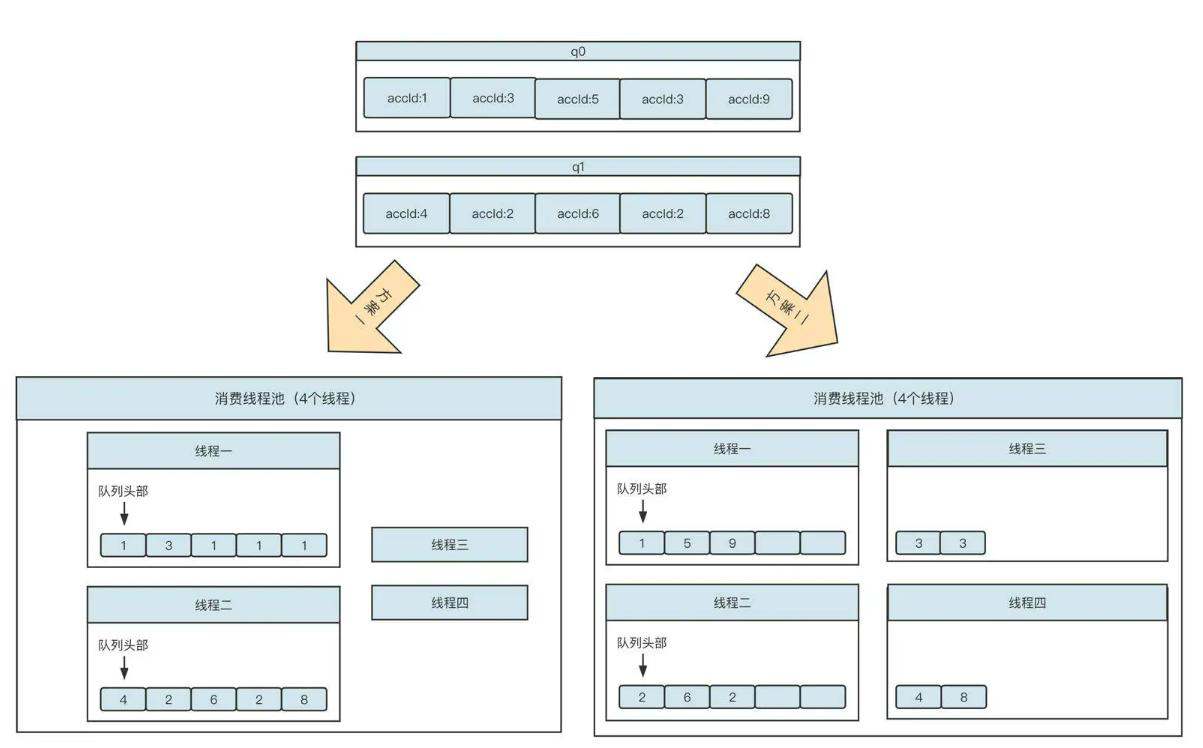 q0
accId:1 accId:3 accId:5 accId:3 accId:9
q1
accId:4 accId:2 accId:6 accId:2 accId:8
方案一
方案二
消费线程池（4个线程）
线程一
队列头部
1 3 1 1 1
线程二
队列头部
4 2 6 2 8
线程三
线程四
消费线程池（4个线程）
线程一
队列头部
1 5 9
线程三
3 3
线程二
队列头部
2 6 2
线程四
4 8